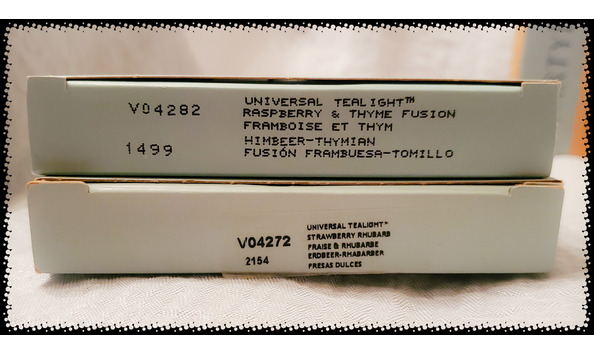 V04282
1499
UNIVERSAL TEALIGHT™
RASPBERRY & THYME FUSION
FRAMBOISE ET THYM
HIMBEER-THYMIAN
FUSIÓN FRAMBUESA-TOMILLO
V04272
2154
UNIVERSAL TEALIGHT™
STRAWBERRY RHUBARB
FRAISE & RHUBARBE
ERDBEER-RHABARBER
FRESAS DULCES